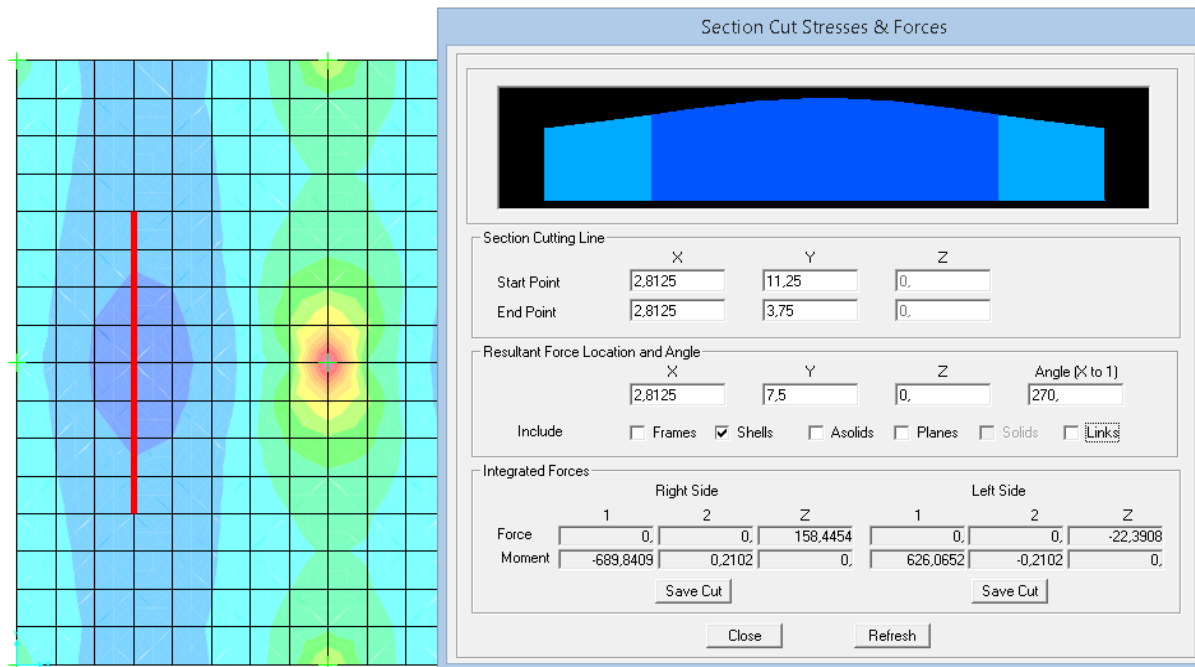 Section Cut Stresses & Forces
Section Cutting Line
X Y Z
Start Point 2,8125 11,25 0,
End Point 2,8125 3,75 0,
Resultant Force Location and Angle
X Y Z Angle (X to 1)
2,8125 7,5 0, 270,
Include Frames Shells Asolids Planes Solids Links
Integrated Forces
Right Side Left Side
1 2 Z 1 2 Z
Force 0, 0, 158,4454 0, 0, -22,3908
Moment -689,8409 0,2102 0, 626,0652 -0,2102 0,
Save Cut Save Cut
Close Refresh